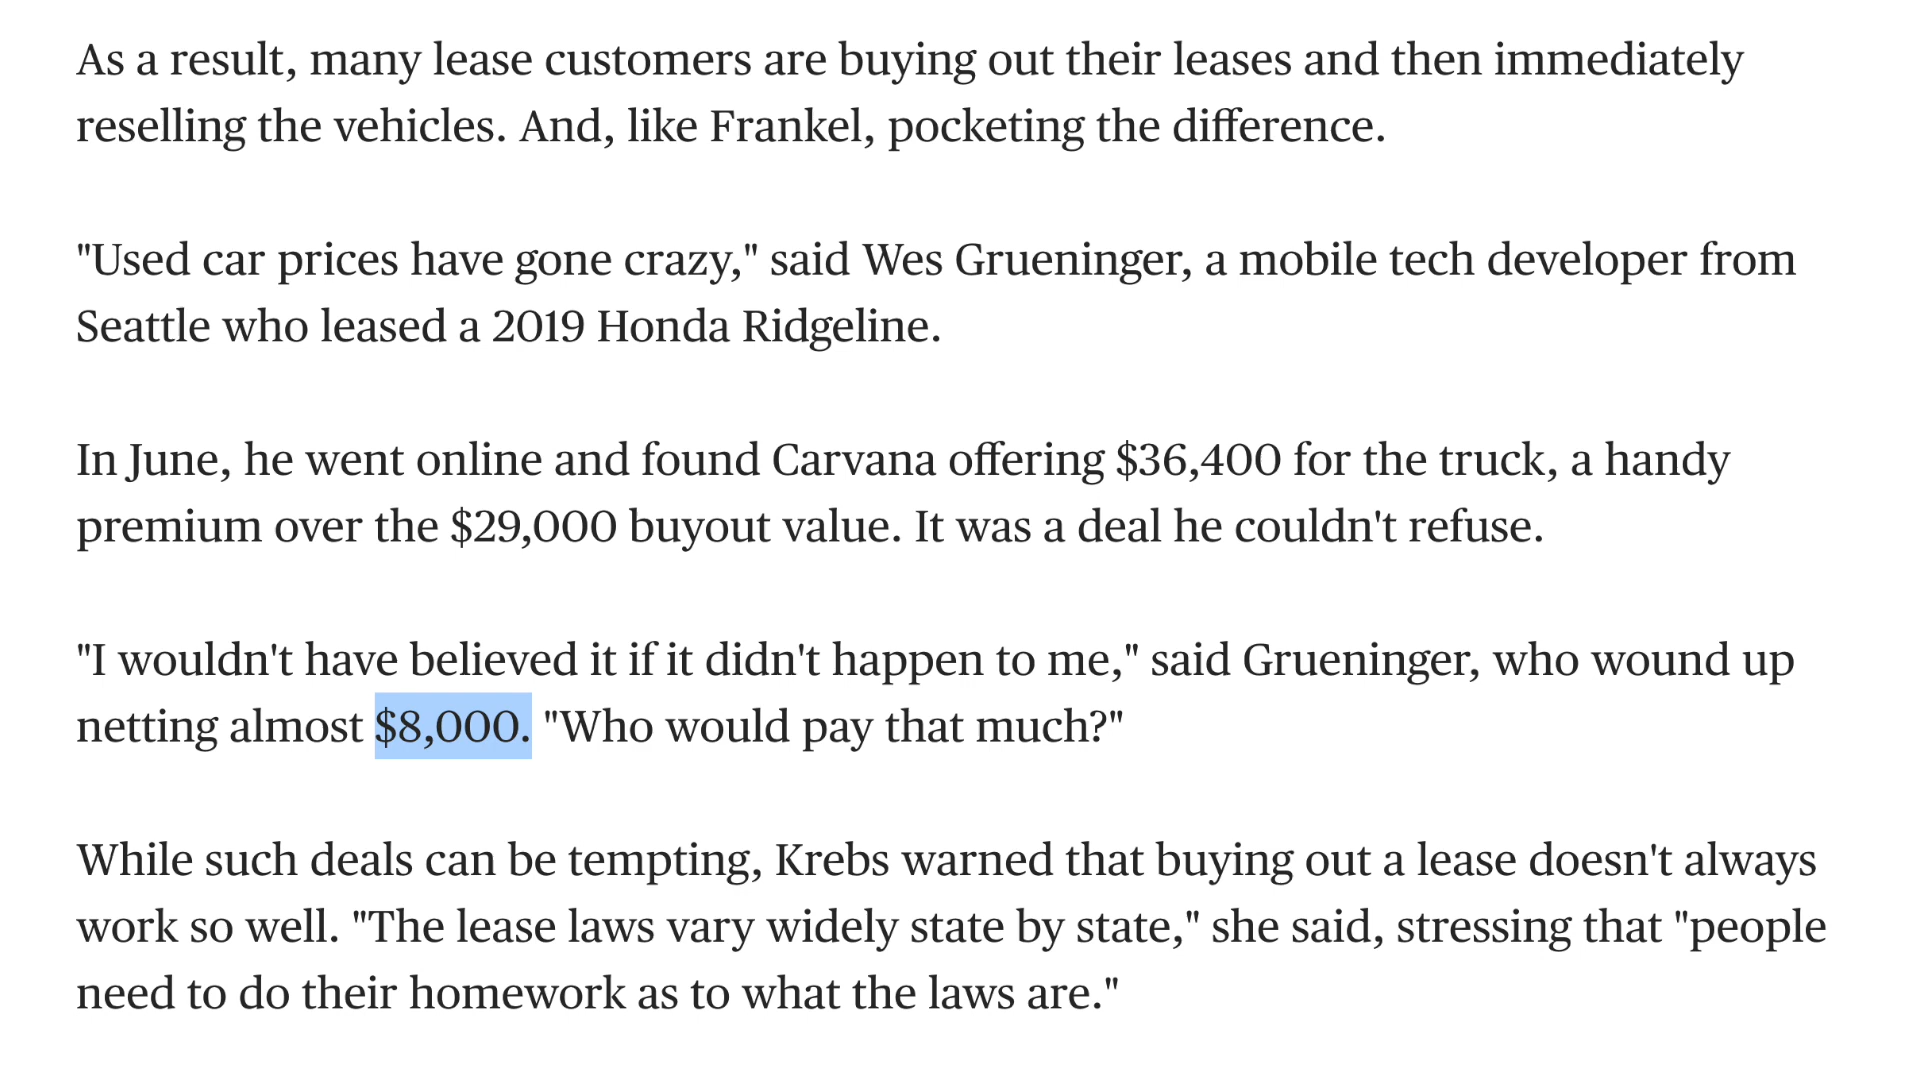 As a result, many lease customers are buying out their leases and then immediately
reselling the vehicles. And, like Frankel, pocketing the difference.
"Used car prices have gone crazy," said Wes Grueninger, a mobile tech developer from
Seattle who leased a 2019 Honda Ridgeline.
In June, he went online and found Carvana offering $36,400 for the truck, a handy
premium over the $29,000 buyout value. It was a deal he couldn't refuse.
"I wouldn't have believed it if it didn't happen to me," said Grueninger, who wound up
netting almost $8,000. "Who would pay that much?"
While such deals can be tempting, Krebs warned that buying out a lease doesn't always
work so well. "The lease laws vary widely state by state," she said, stressing that "people
need to do their homework as to what the laws are."